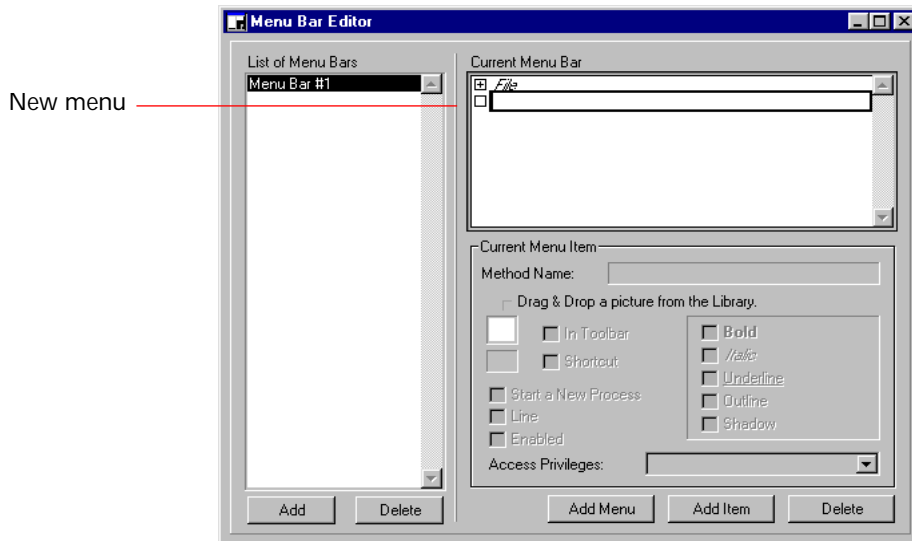 Menu Bar Editor
List of Menu Bars
Menu Bar #1
New menu
Add
Delete
Current Menu Bar
File
Current Menu Item
Method Name:
Drag & Drop a picture from the Library.
In Toolbar
Shortcut
Start a New Process
Line
Enabled
Bold
Italic
Underline
Outline
Shadow
Access Privileges:
Add Menu
Add Item
Delete